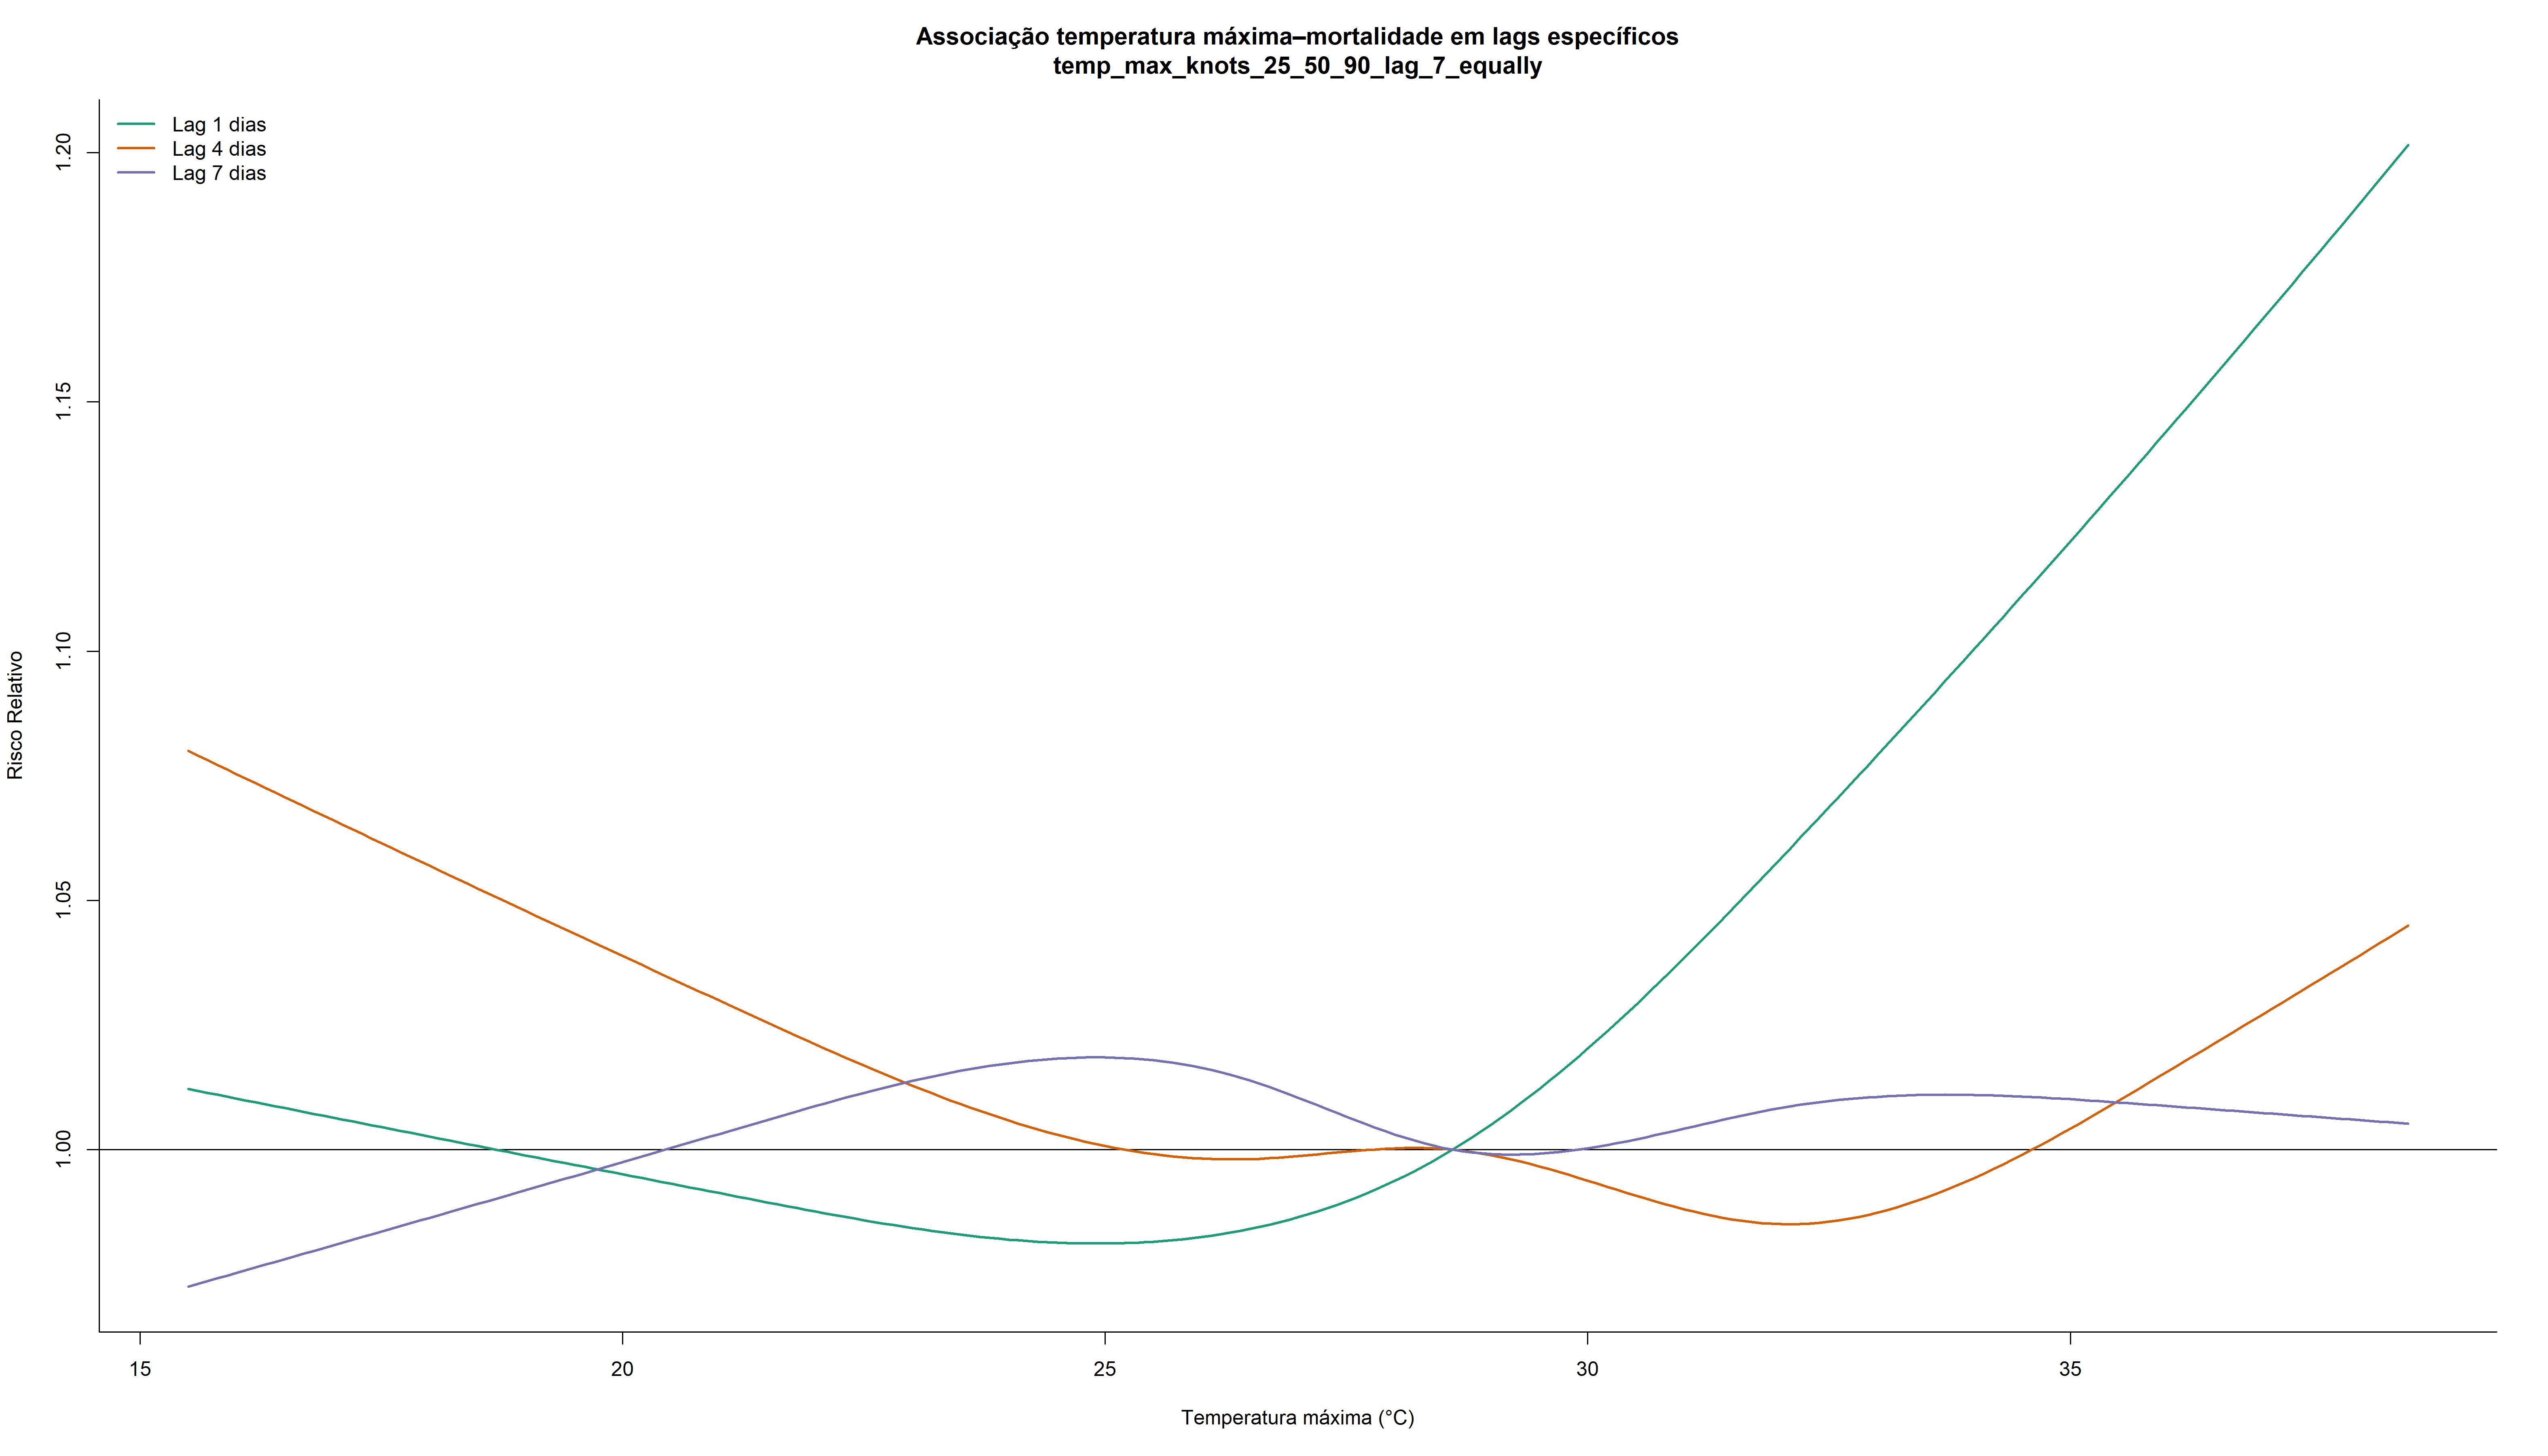 Associação temperatura máxima–mortalidade em lags específicos
temp_max_knots_25_50_90_lag_7_equally
Lag 1 dias
Lag 4 dias
Lag 7 dias
1.20
1.15
1.10
1.05
1.00
Risco Relativo
15 20 25 30 35
Temperatura máxima (°C)